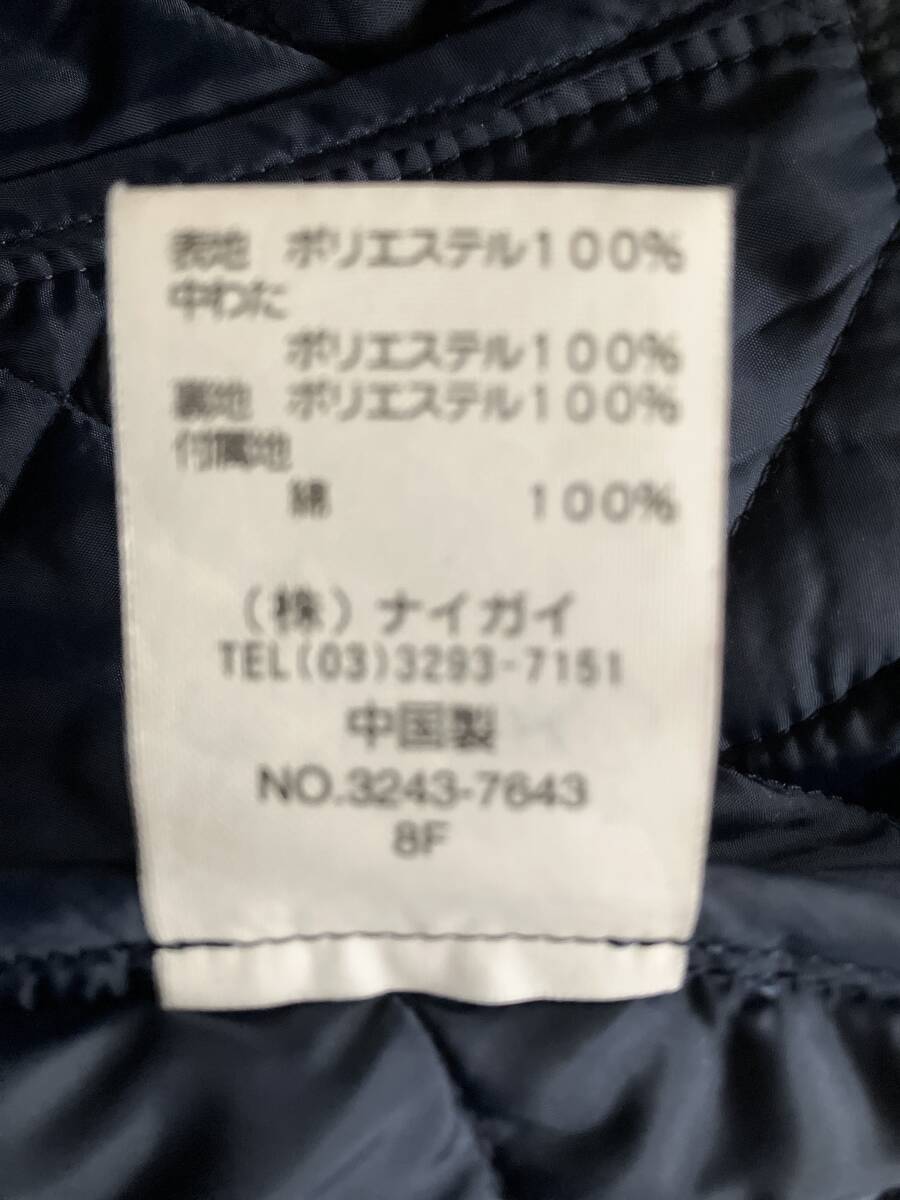 表地 ポリエステル100%
中わた
ポリエステル100%
裏地 ポリエステル100%
付属地
綿 100%
(株)ナイガイ
TEL(03)3293-7151
中国製
NO.3243-7643
8F